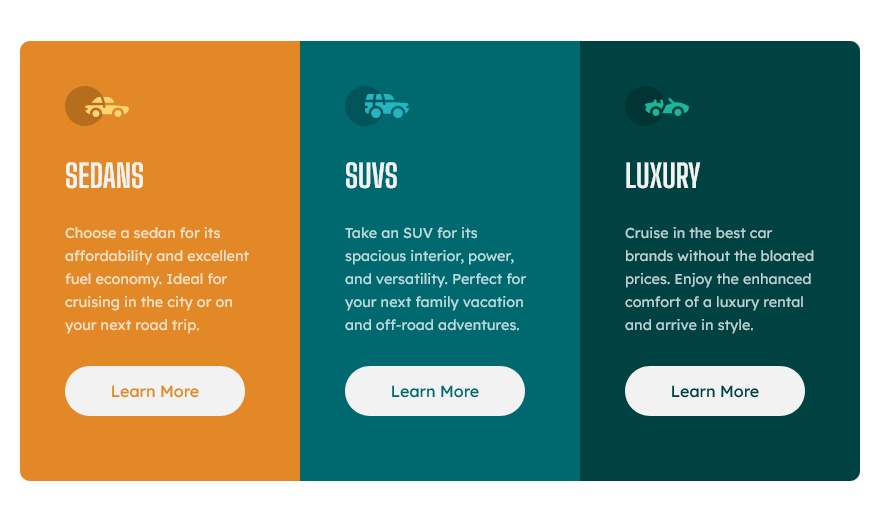 SEDANS
Choose a sedan for its
affordability and excellent
fuel economy. Ideal for
cruising in the city or on
your next road trip.
Learn More
SUVS
Take an SUV for its
spacious interior, power,
and versatility. Perfect for
your next family vacation
and off-road adventures.
Learn More
LUXURY
Cruise in the best car
brands without the bloated
prices. Enjoy the enhanced
comfort of a luxury rental
and arrive in style.
Learn More